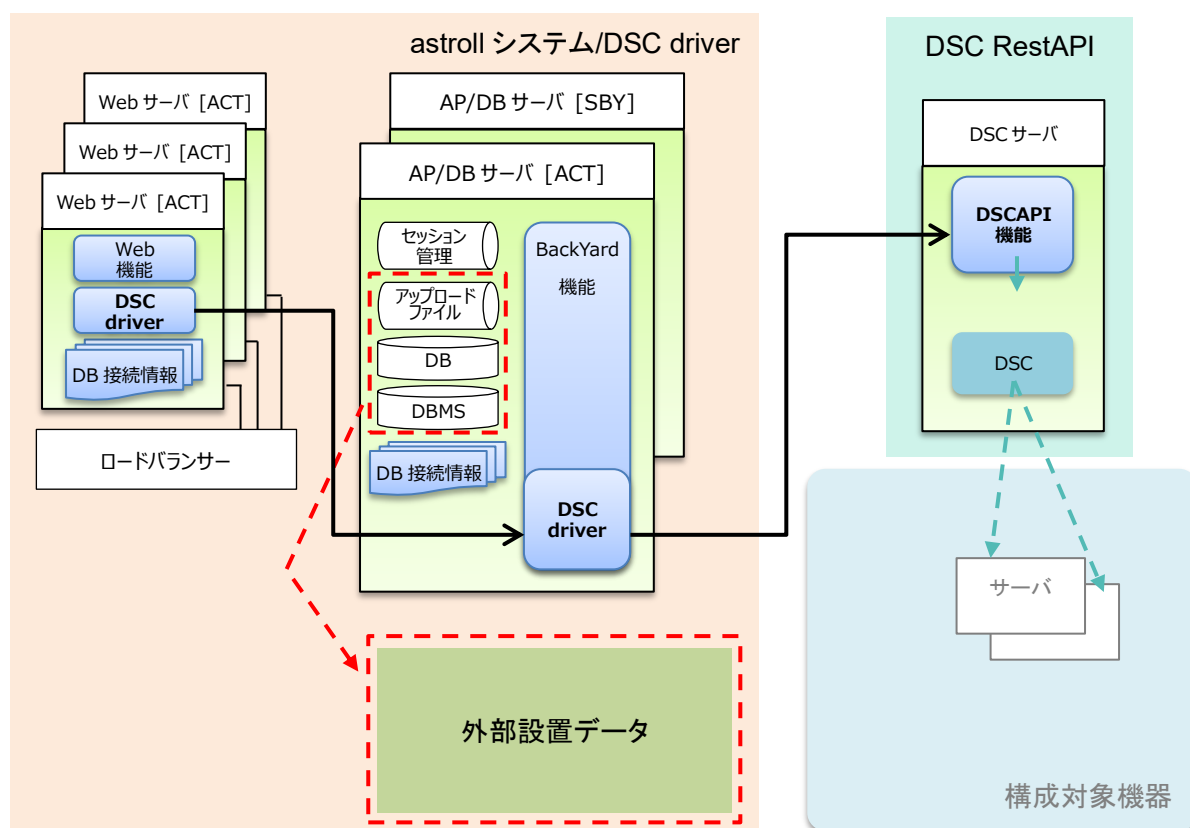 astroll システム/DSC driver
Web サーバ [ACT]
Web サーバ [ACT]
Web サーバ [ACT]
Web
機能
DSC
driver
DB 接続情報
ロードバランサー
AP/DB サーバ [SBY]
AP/DB サーバ [ACT]
セッション
管理
アップロード
ファイル
DB
DBMS
DB 接続情報
BackYard
機能
DSC
driver
外部設置データ
DSC RestAPI
DSC サーバ
DSCAPI
機能
DSC
サーバ
構成対象機器